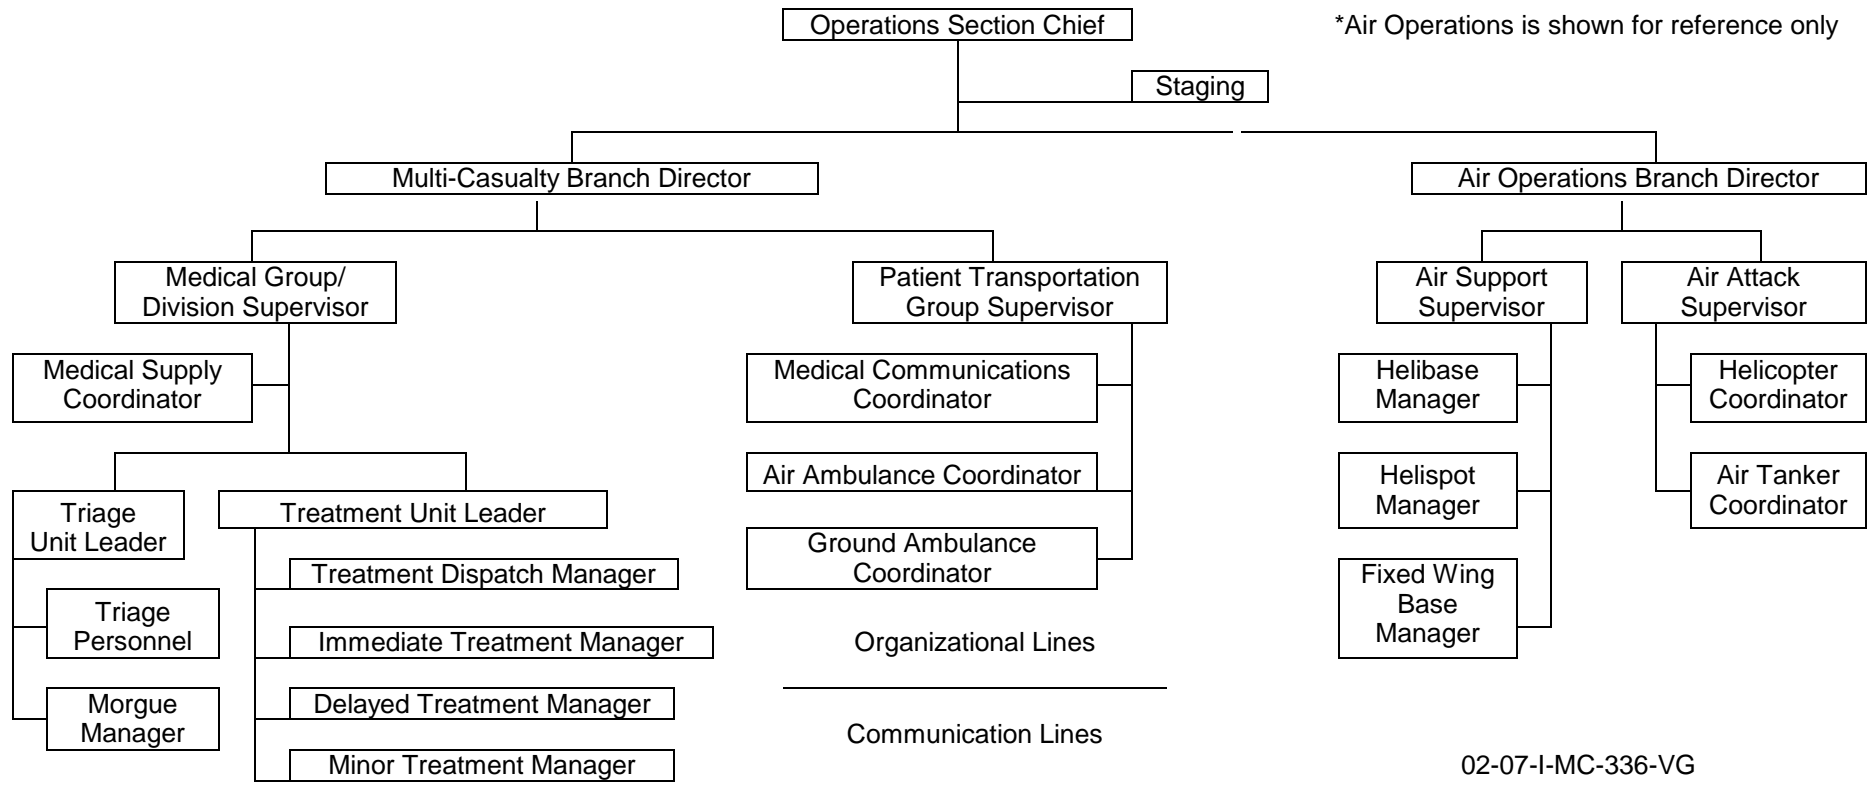 Operations Section Chief
*Air Operations is shown for reference only
Staging
Multi-Casualty Branch Director
Air Operations Branch Director
Medical Group/
Division Supervisor
Patient Transportation
Group Supervisor
Air Support
Supervisor
Air Attack
Supervisor
Medical Supply
Coordinator
Medical Communications
Coordinator
Helibase
Manager
Helicopter
Coordinator
Air Ambulance Coordinator
Helispot
Manager
Air Tanker
Coordinator
Triage
Unit Leader
Treatment Unit Leader
Ground Ambulance
Coordinator
Treatment Dispatch Manager
Fixed Wing
Base
Manager
Triage
Personnel
Immediate Treatment Manager
Organizational Lines
Morgue
Manager
Delayed Treatment Manager
Communication Lines
Minor Treatment Manager
02-07-I-MC-336-VG